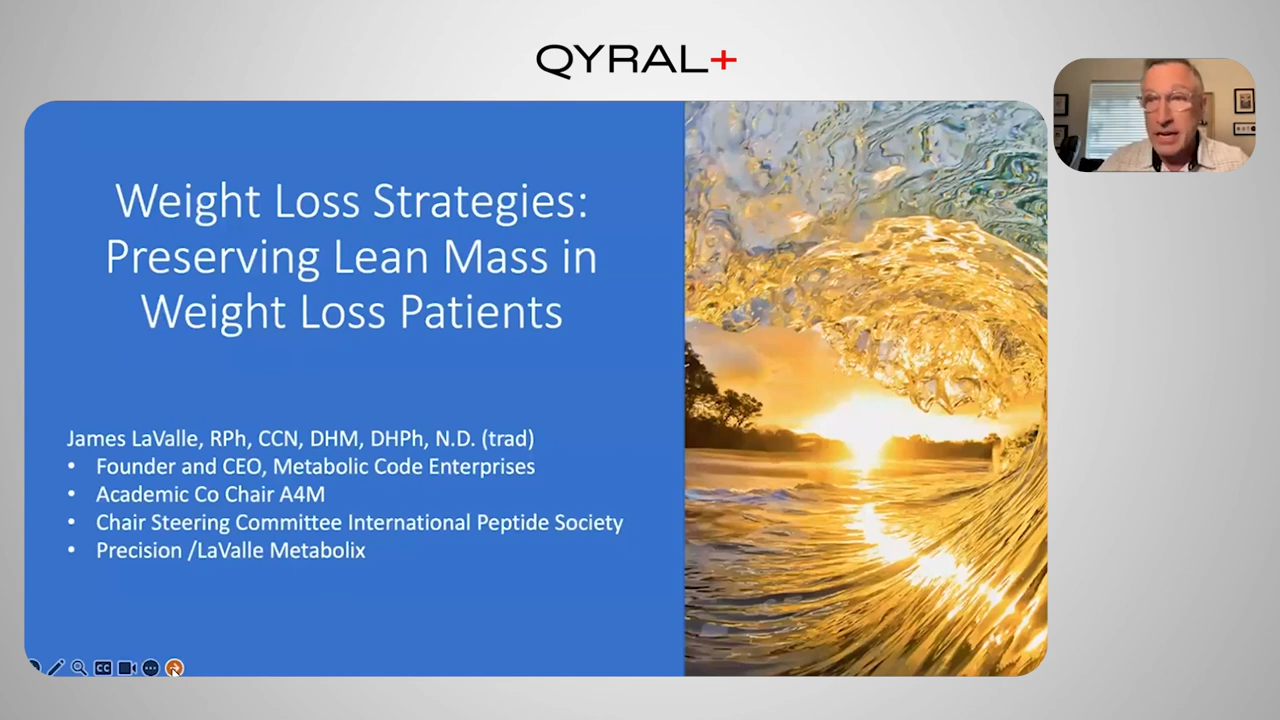 QYRAL+
Weight Loss Strategies:
Preserving Lean Mass in
Weight Loss Patients
James LaValle, RPh, CCN, DHM, DHPh, N.D. (trad)
• Founder and CEO, Metabolic Code Enterprises
• Academic Co Chair A4M
• Chair Steering Committee International Peptide Society
• Precision /LaValle Metabolix
CC